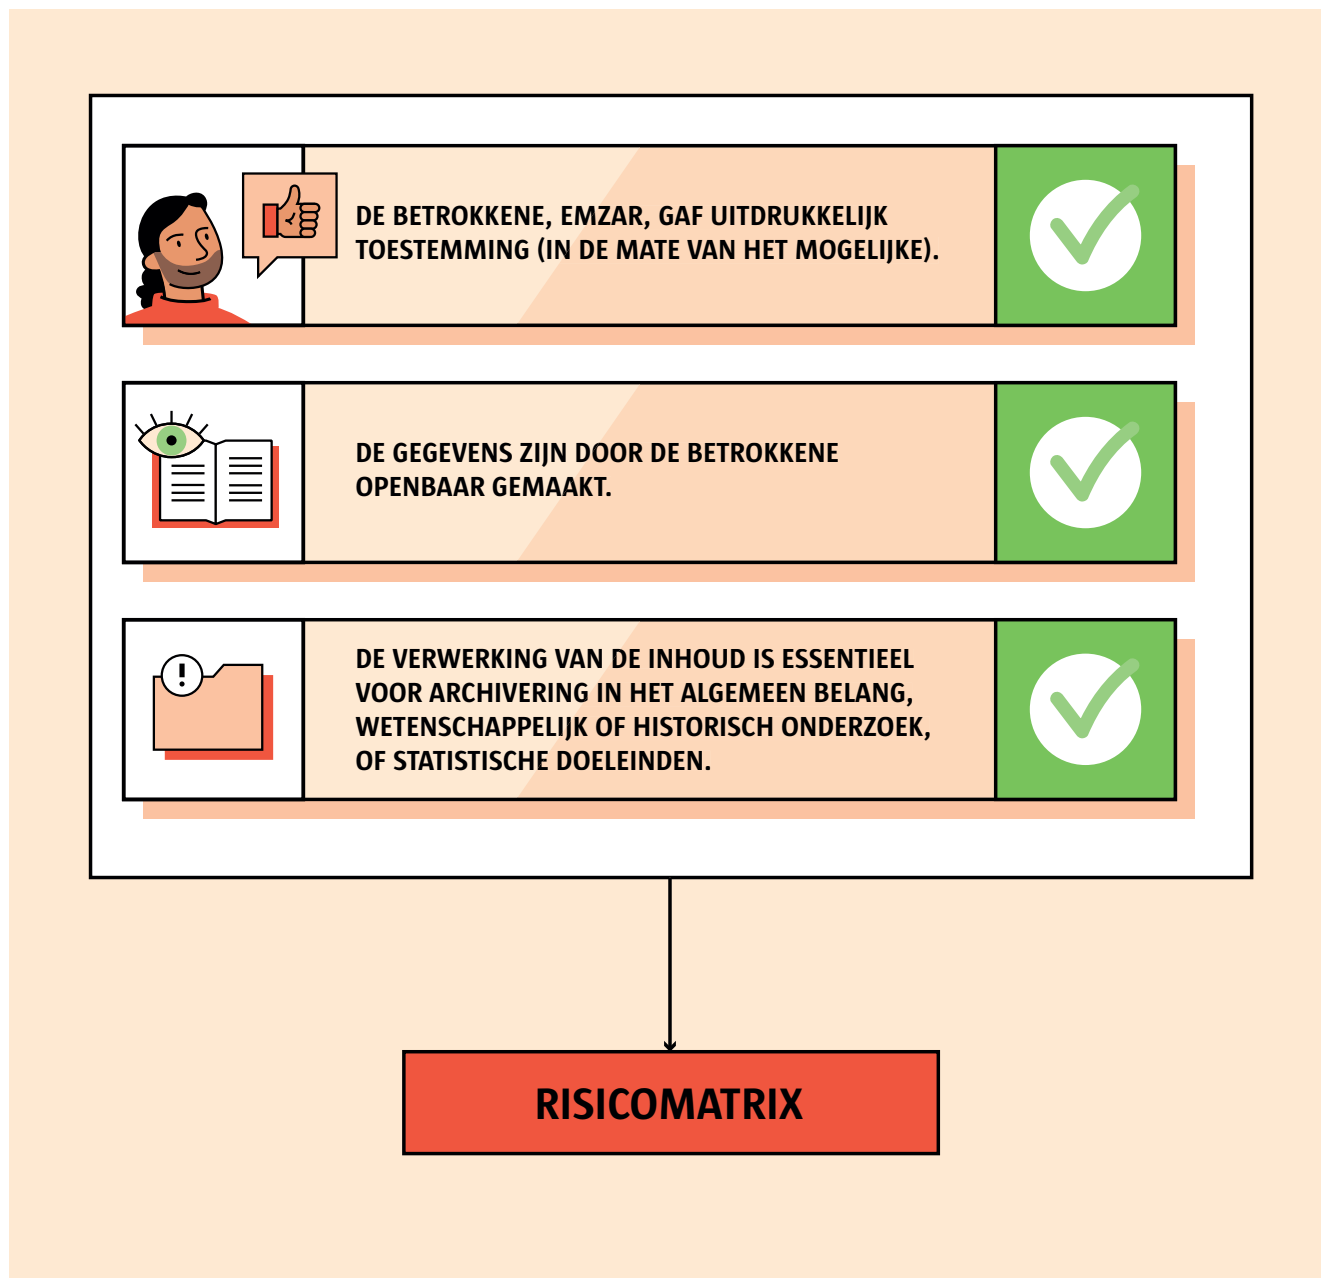 DE BETROKKENE, EMZAR, GAF UITDRUKKELIJK
TOESTEMMING (IN DE MATE VAN HET MOGELIJKE).
DE GEGEVENS ZIJN DOOR DE BETROKKENE
OPENBAAR GEMAAKT.
DE VERWERKING VAN DE INHOUD IS ESSENTIEEL
VOOR ARCHIVERING IN HET ALGEMEEN BELANG,
WETENSCHAPPELIJK OF HISTORISCH ONDERZOEK,
OF STATISTISCHE DOELEINDEN.
RISICOMATRIX